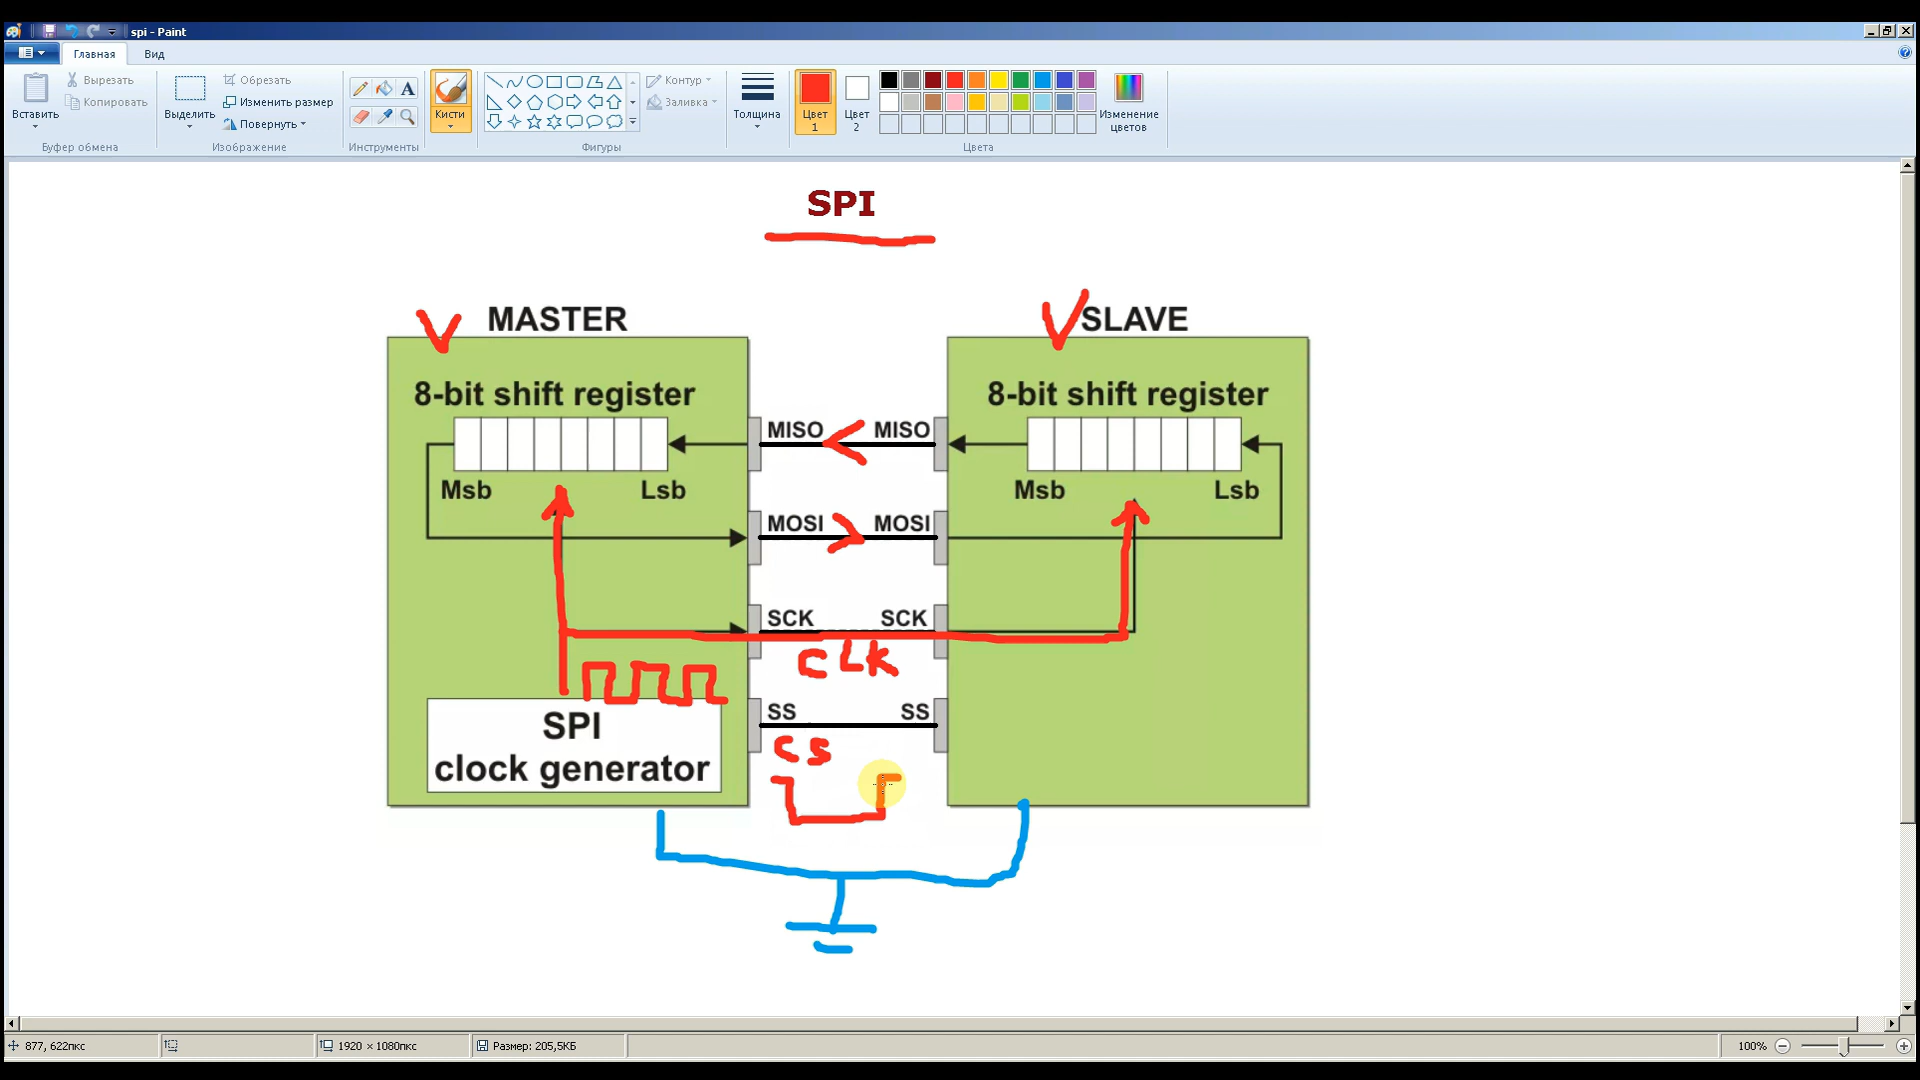 spi - Paint
Главная Вид
Вставить
Вырезать
Копировать
Буфер обмена
Выделить
Обрезать
Изменить размер
Повернуть
Изображение
Инструменты
Кисти
Фигуры
Контур
Заливка
Толщина
Цвет 1
Цвет 2
Изменение цветов
Цвета
SPI
MASTER
SLAVE
8-bit shift register
8-bit shift register
MISO MISO
Msb Lsb
Msb Lsb
MOSI MOSI
SCK SCK
CLK
SPI
clock generator
SS SS
CS
877, 622пкс
1920 × 1080пкс
Размер: 205,5КБ
100%